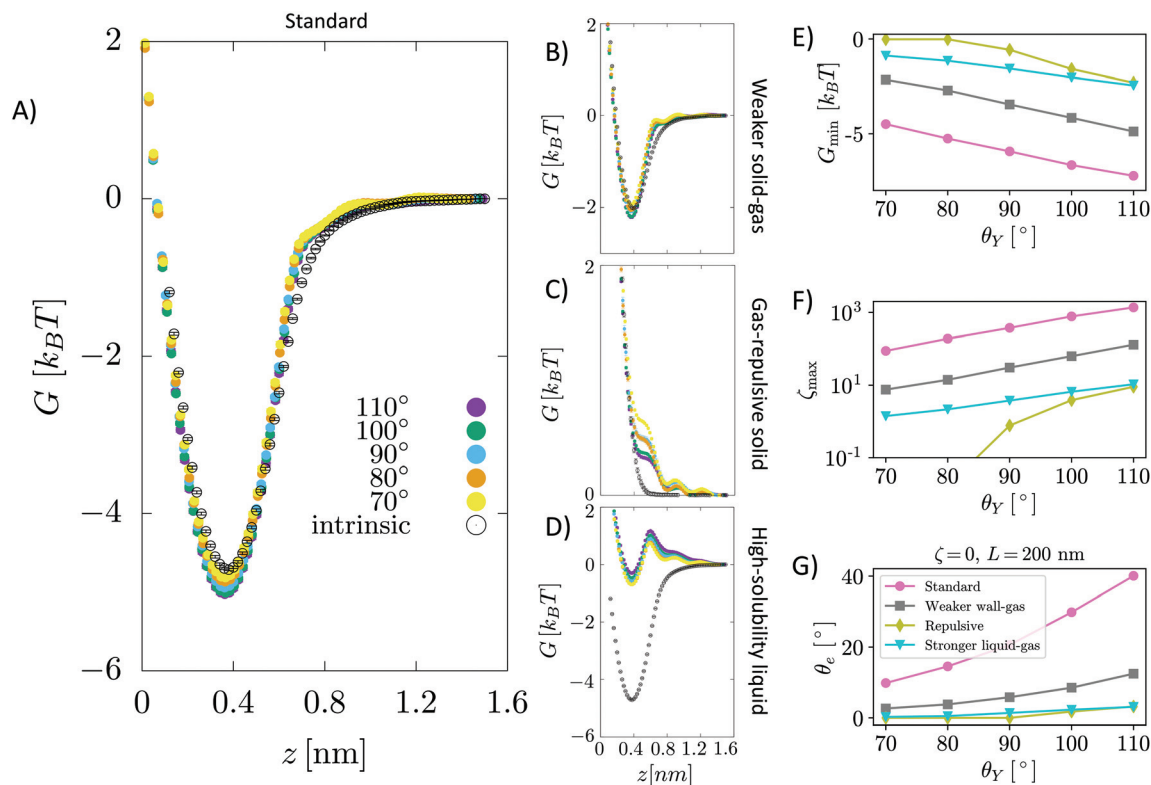 Standard
A)
2
0
−2
−4
−6
G [k_BT]
0
0.4
0.8
1.2
1.6
z [nm]
110°
100°
90°
80°
70°
intrinsic
B)
2
0
−2
G [k_BT]
Weaker solid-gas
C)
2
0
G [k_BT]
Gas-repulsive solid
D)
2
0
−2
−4
−6
G [k_BT]
0
0.4
0.8
1.2
1.6
z[nm]
High-solubility liquid
E)
0
−5
G_min [k_BT]
70
80
90
100
110
θ_Y [°]
F)
10^3
10^1
10^-1
ζ_max
70
80
90
100
110
θ_Y [°]
G)
ζ=0, L=200 nm
40
20
0
θ_e [°]
Standard
Weaker wall-gas
Repulsive
Stronger liquid-gas
70
80
90
100
110
θ_Y [°]